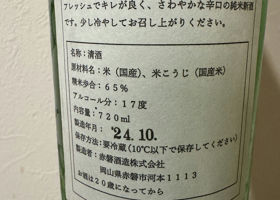 フレッシュでキレが良く、さわやかな辛口の純米新酒
です。少し冷やしてお召し上がりください。
名称：清酒
原材料名：米（国産）、米こうじ（国産米）
精米歩合：６５％
アルコール分：１７度
内容量：７２０ml
製造年月：'24.10.
保存方法：要冷蔵（10℃以下で保存してください）
製造者：赤磐酒造株式会社
岡山県赤磐市河本１１１３
お酒は２０歳になってから